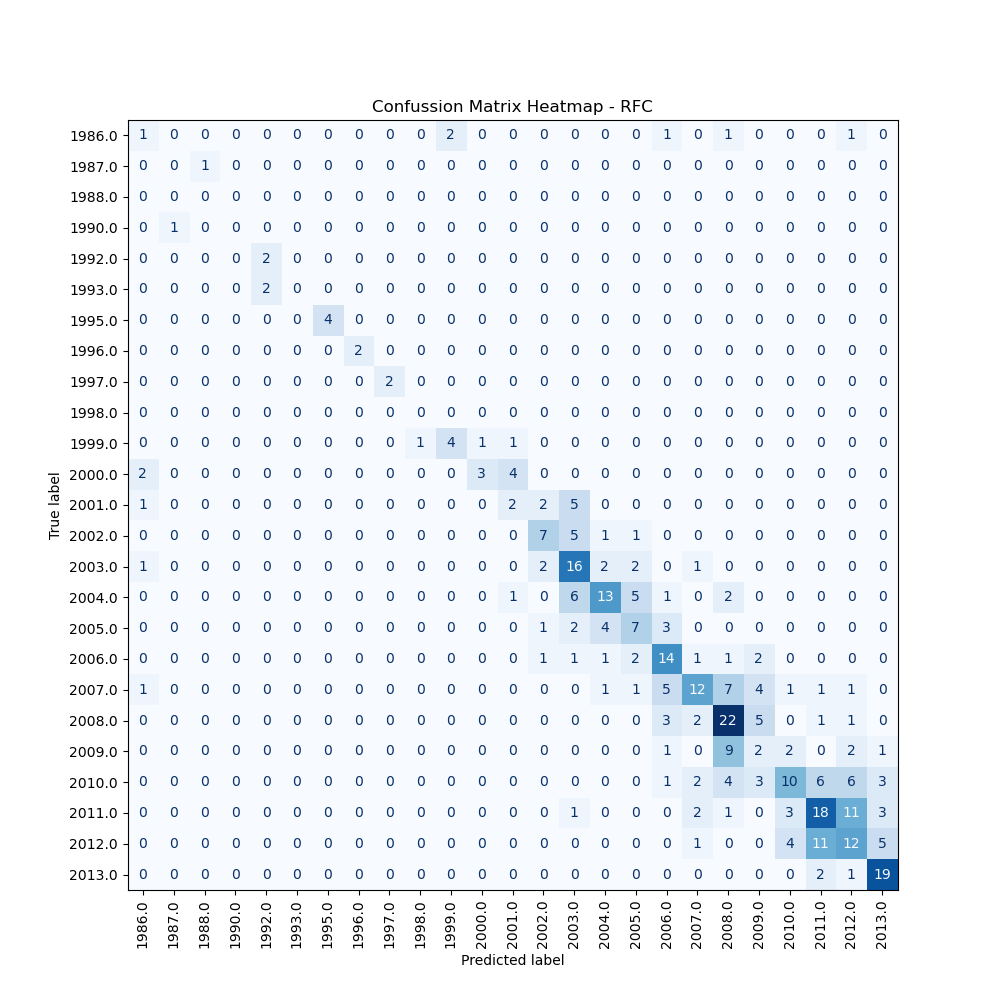 Confussion Matrix Heatmap - RFC
1986.0 1 0 0 0 0 0 0 0 0 0 2 0 0 0 0 0 0 1 0 1 0 0 0 1 0
1987.0 0 0 1 0 0 0 0 0 0 0 0 0 0 0 0 0 0 0 0 0 0 0 0 0 0
1988.0 0 0 0 0 0 0 0 0 0 0 0 0 0 0 0 0 0 0 0 0 0 0 0 0 0
1990.0 0 1 0 0 0 0 0 0 0 0 0 0 0 0 0 0 0 0 0 0 0 0 0 0 0
1992.0 0 0 0 0 2 0 0 0 0 0 0 0 0 0 0 0 0 0 0 0 0 0 0 0 0
1993.0 0 0 0 0 2 0 0 0 0 0 0 0 0 0 0 0 0 0 0 0 0 0 0 0 0
1995.0 0 0 0 0 0 0 4 0 0 0 0 0 0 0 0 0 0 0 0 0 0 0 0 0 0
1996.0 0 0 0 0 0 0 0 2 0 0 0 0 0 0 0 0 0 0 0 0 0 0 0 0 0
1997.0 0 0 0 0 0 0 0 0 2 0 0 0 0 0 0 0 0 0 0 0 0 0 0 0 0
1998.0 0 0 0 0 0 0 0 0 0 0 0 0 0 0 0 0 0 0 0 0 0 0 0 0 0
1999.0 0 0 0 0 0 0 0 0 0 1 4 1 1 0 0 0 0 0 0 0 0 0 0 0 0
2000.0 2 0 0 0 0 0 0 0 0 0 0 3 4 0 0 0 0 0 0 0 0 0 0 0 0
2001.0 1 0 0 0 0 0 0 0 0 0 0 0 2 2 5 0 0 0 0 0 0 0 0 0 0
2002.0 0 0 0 0 0 0 0 0 0 0 0 0 0 7 5 1 1 0 0 0 0 0 0 0 0
2003.0 1 0 0 0 0 0 0 0 0 0 0 0 0 2 16 2 2 0 1 0 0 0 0 0 0
2004.0 0 0 0 0 0 0 0 0 0 0 0 0 1 0 6 13 5 1 0 2 0 0 0 0 0
2005.0 0 0 0 0 0 0 0 0 0 0 0 0 0 1 2 4 7 3 0 0 0 0 0 0 0
2006.0 0 0 0 0 0 0 0 0 0 0 0 0 0 1 1 1 2 14 1 1 2 0 0 0 0
2007.0 1 0 0 0 0 0 0 0 0 0 0 0 0 0 0 1 1 5 12 7 4 1 1 1 0
2008.0 0 0 0 0 0 0 0 0 0 0 0 0 0 0 0 0 0 3 2 22 5 0 1 1 0
2009.0 0 0 0 0 0 0 0 0 0 0 0 0 0 0 0 0 0 1 0 9 2 2 0 2 1
2010.0 0 0 0 0 0 0 0 0 0 0 0 0 0 0 0 0 0 1 2 4 3 10 6 6 3
2011.0 0 0 0 0 0 0 0 0 0 0 0 0 0 0 1 0 0 0 2 1 0 3 18 11 3
2012.0 0 0 0 0 0 0 0 0 0 0 0 0 0 0 0 0 0 0 1 0 0 4 11 12 5
2013.0 0 0 0 0 0 0 0 0 0 0 0 0 0 0 0 0 0 0 0 0 0 0 2 1 19
True label
1986.0 1987.0 1988.0 1990.0 1992.0 1993.0 1995.0 1996.0 1997.0 1998.0 1999.0 2000.0 2001.0 2002.0 2003.0 2004.0 2005.0 2006.0 2007.0 2008.0 2009.0 2010.0 2011.0 2012.0 2013.0
Predicted label